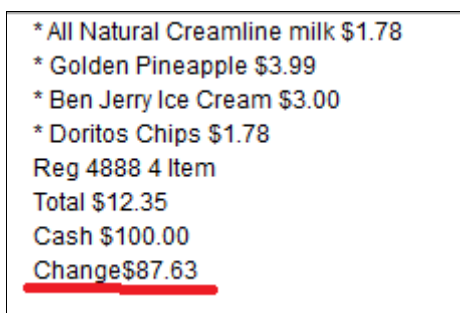 * All Natural Creamline milk $1.78
* Golden Pineapple $3.99
* Ben Jerry Ice Cream $3.00
* Doritos Chips $1.78
Reg 4888 4 Item
Total $12.35
Cash $100.00
Change$87.63